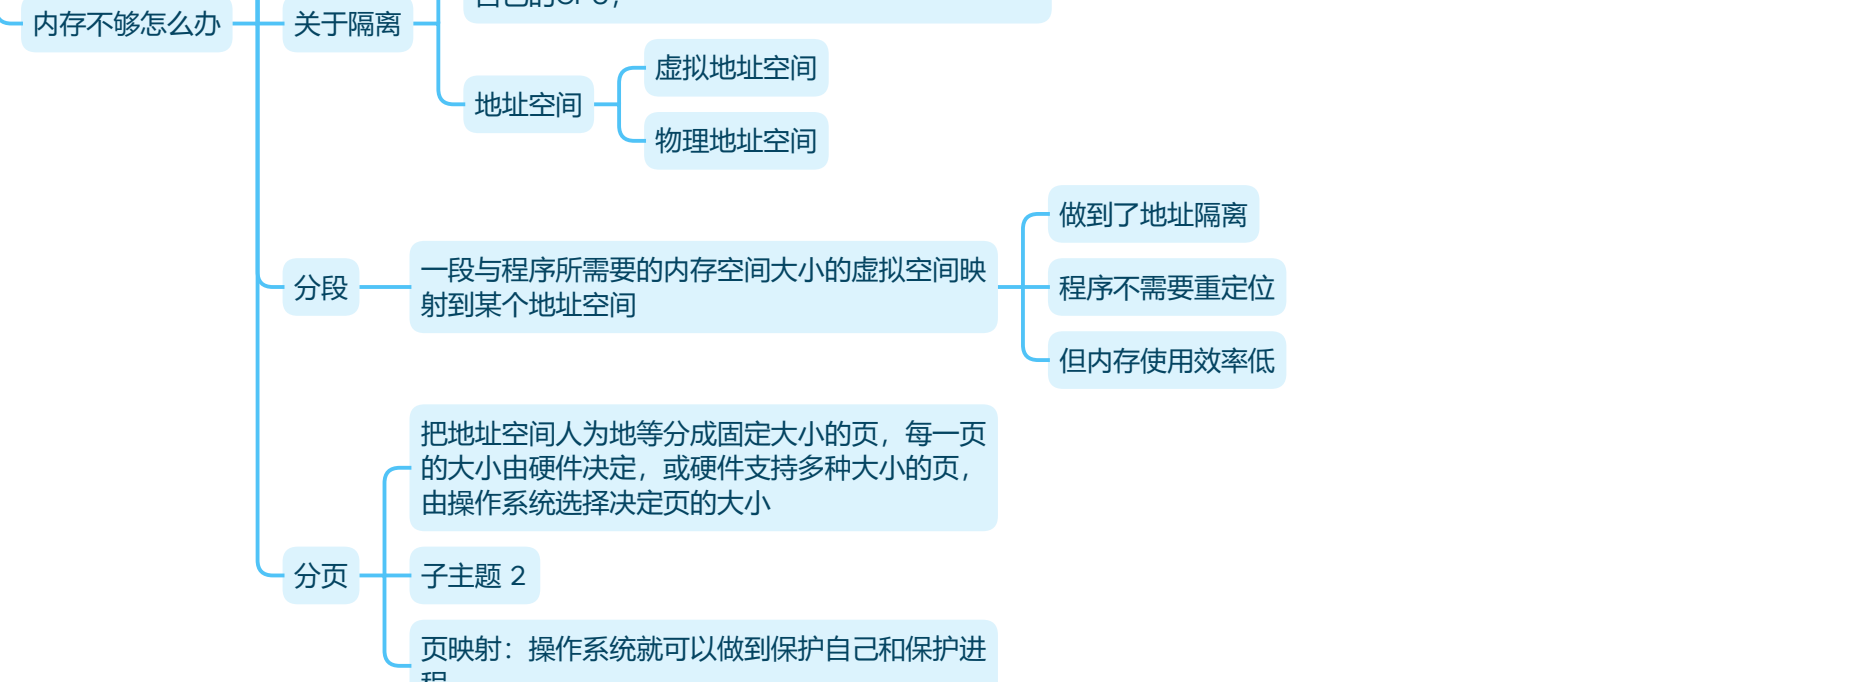 内存不够怎么办
关于隔离
地址空间
虚拟地址空间
物理地址空间
分段
一段与程序所需要的内存空间大小的虚拟空间映
射到某个地址空间
做到了地址隔离
程序不需要重定位
但内存使用效率低
分页
把地址空间人为地等分成固定大小的页，每一页
的大小由硬件决定，或硬件支持多种大小的页，
由操作系统选择决定页的大小
子主题 2
页映射：操作系统就可以做到保护自己和保护进